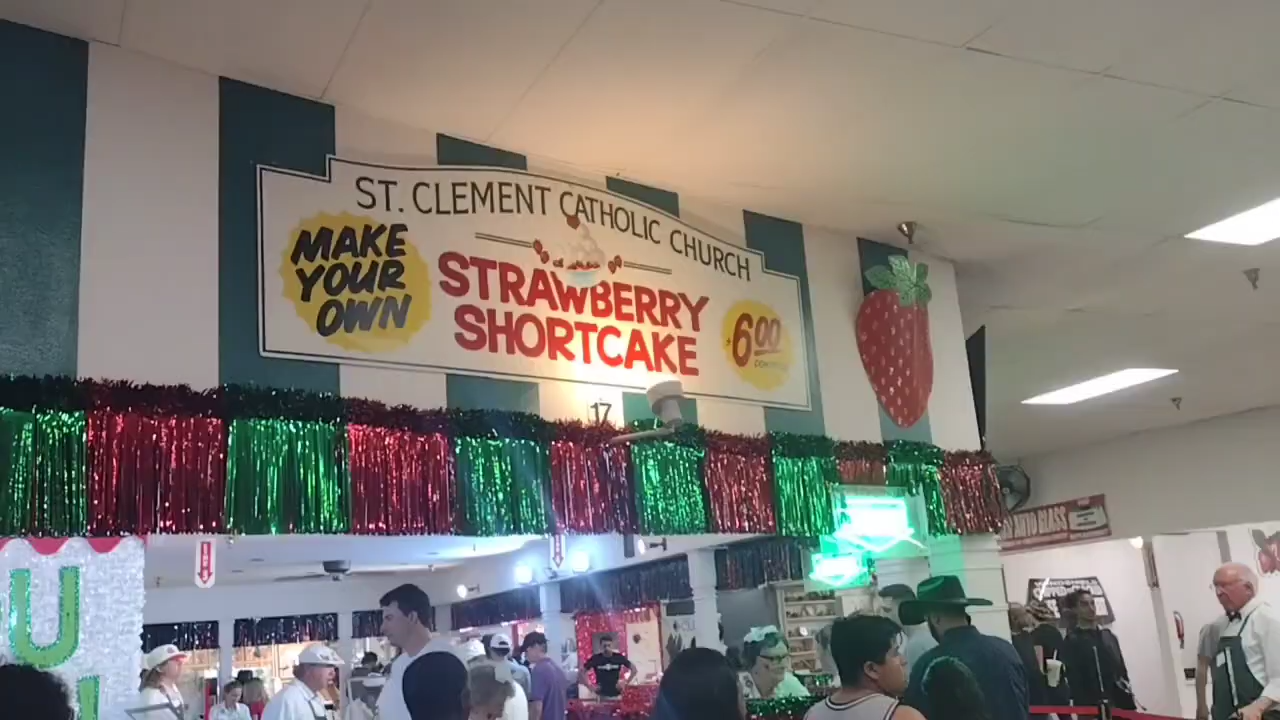 ST. CLEMENT CATHOLIC CHURCH
MAKE
YOUR
OWN
STRAWBERRY
SHORTCAKE
$6.00
17
U